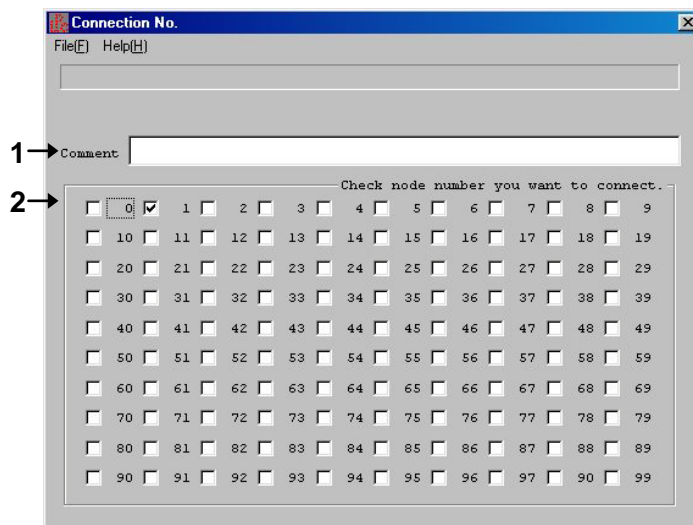 Connection No.
File(F) Help(H)
1 Comment
Check node number you want to connect.
2 0 1 2 3 4 5 6 7 8 9
10 11 12 13 14 15 16 17 18 19
20 21 22 23 24 25 26 27 28 29
30 31 32 33 34 35 36 37 38 39
40 41 42 43 44 45 46 47 48 49
50 51 52 53 54 55 56 57 58 59
60 61 62 63 64 65 66 67 68 69
70 71 72 73 74 75 76 77 78 79
80 81 82 83 84 85 86 87 88 89
90 91 92 93 94 95 96 97 90 99